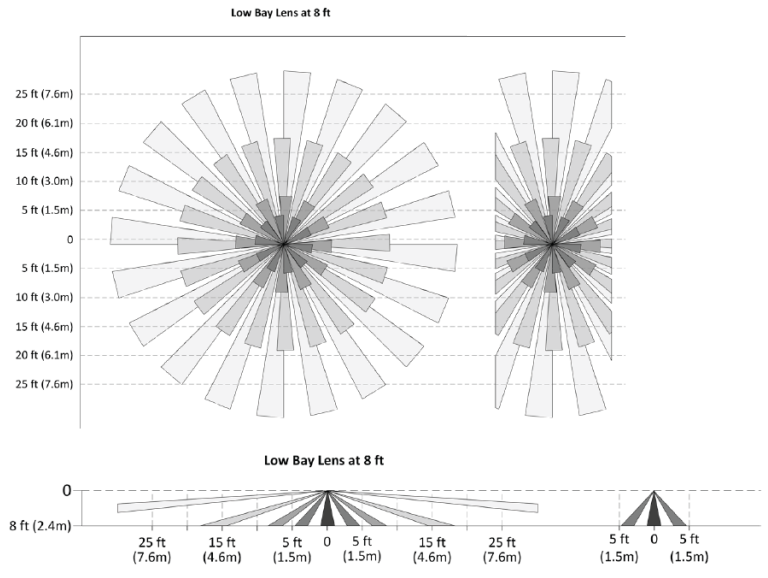 Low Bay Lens at 8 ft
25 ft (7.6m)
20 ft (6.1m)
15 ft (4.6m)
10 ft (3.0m)
5 ft (1.5m)
0
5 ft (1.5m)
10 ft (3.0m)
15 ft (4.6m)
20 ft (6.1m)
25 ft (7.6m)
Low Bay Lens at 8 ft
0
8 ft (2.4m)
25 ft 15 ft 5 ft 0 5 ft 15 ft 25 ft 5 ft 0 5 ft
(7.6m) (4.6m) (1.5m) (1.5m) (4.6m) (7.6m) (1.5m) (1.5m)